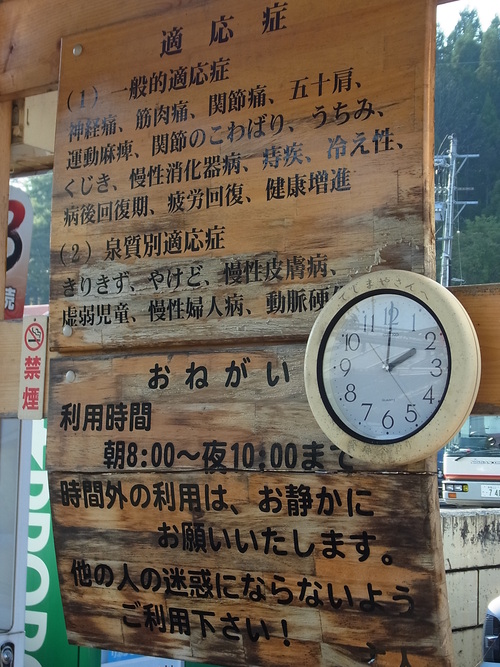 適応症
(1)一般的適応症
神経痛、筋肉痛、関節痛、五十肩、
運動麻痺、関節のこわばり、うちみ、
くじき、慢性消化器病、痔疾、冷え性、
病後回復期、疲労回復、健康増進
(2)泉質別適応症
きりきず、やけど、慢性皮膚病、
虚弱児童、慢性婦人病、動脈硬
おねがい
利用時間
朝8:00〜夜10:00まで
時間外の利用は、お静かに
お願いいたします。
他の人の迷惑にならないよう
ご利用下さい!
禁煙
12
1
2
3
4
5
6
7
8
9
10
11